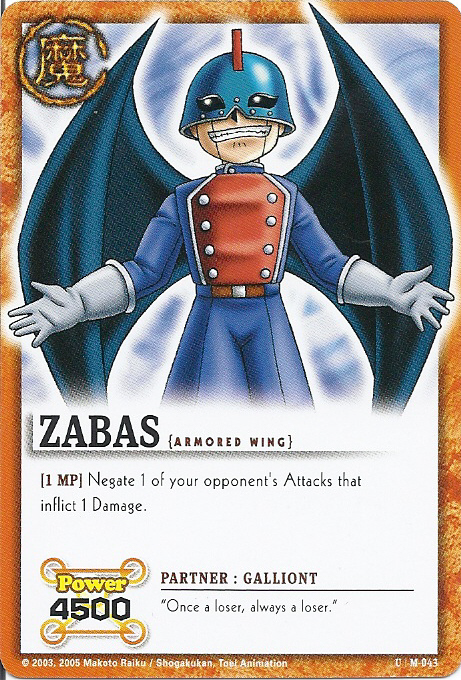 魔
ZABAS {ARMORED WING}
[1 MP] Negate 1 of your opponent's Attacks that
inflict 1 Damage.
Power
4500
PARTNER : GALLIONT
"Once a loser, always a loser."
© 2003, 2005 Makoto Raiku / Shogakukan, Toei Animation
U | M-043